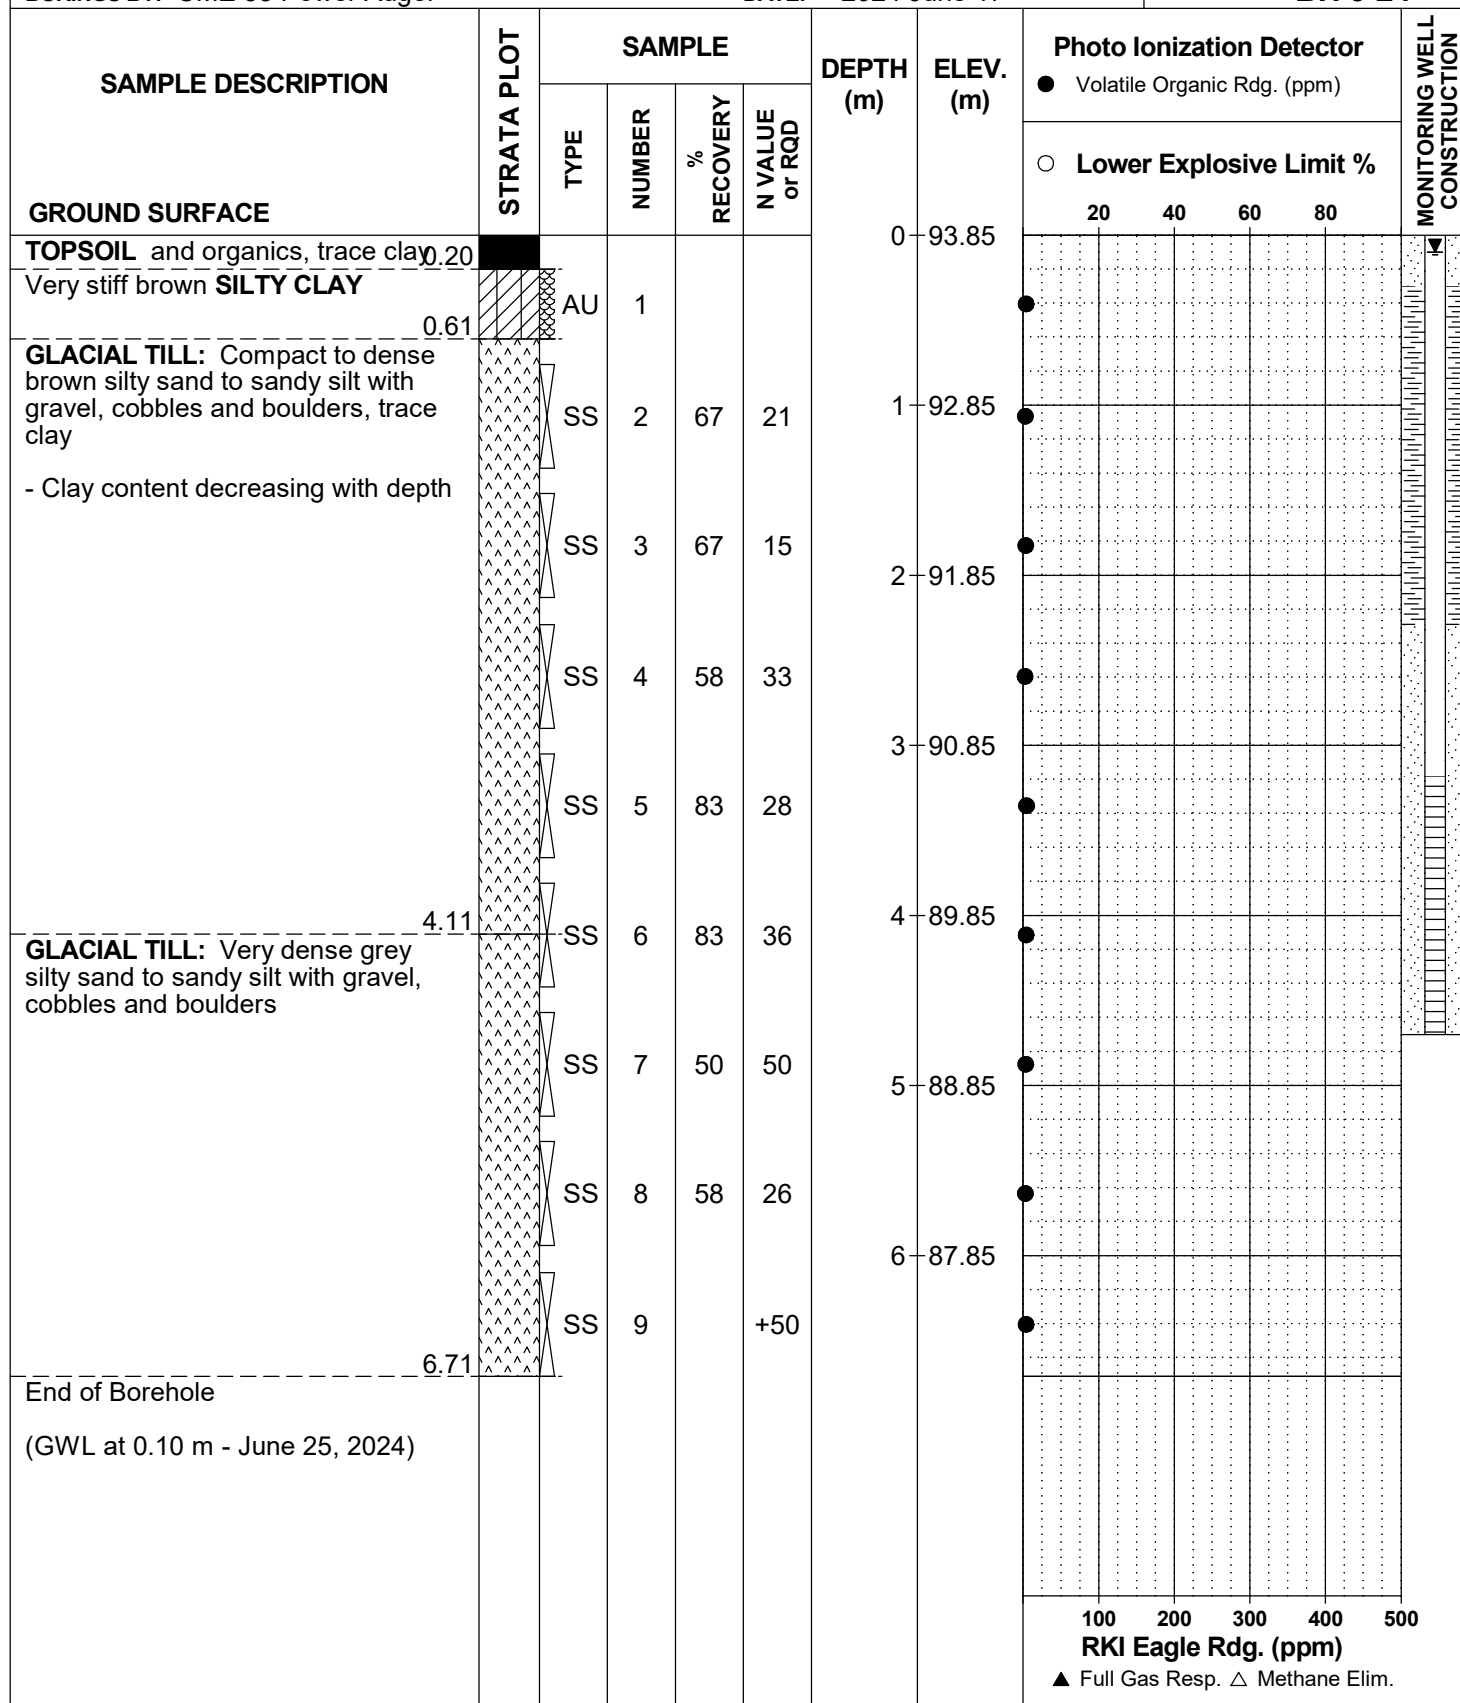 SAMPLE DESCRIPTION
STRATA PLOT
SAMPLE
TYPE
NUMBER
%
RECOVERY
N VALUE
or RQD
DEPTH
(m)
ELEV.
(m)
Photo Ionization Detector
● Volatile Organic Rdg. (ppm)
○ Lower Explosive Limit %
20 40 60 80
MONITORING WELL
CONSTRUCTION
GROUND SURFACE
0 93.85
TOPSOIL and organics, trace clay 0.20
Very stiff brown SILTY CLAY
AU 1
0.61
GLACIAL TILL: Compact to dense
brown silty sand to sandy silt with
gravel, cobbles and boulders, trace
clay
SS 2 67 21
1 92.85
- Clay content decreasing with depth
SS 3 67 15
2 91.85
SS 4 58 33
3 90.85
SS 5 83 28
4 89.85
4.11
SS 6 83 36
GLACIAL TILL: Very dense grey
silty sand to sandy silt with gravel,
cobbles and boulders
SS 7 50 50
5 88.85
SS 8 58 26
6 87.85
SS 9 +50
6.71
End of Borehole
(GWL at 0.10 m - June 25, 2024)
100 200 300 400 500
RKI Eagle Rdg. (ppm)
▲ Full Gas Resp. △ Methane Elim.